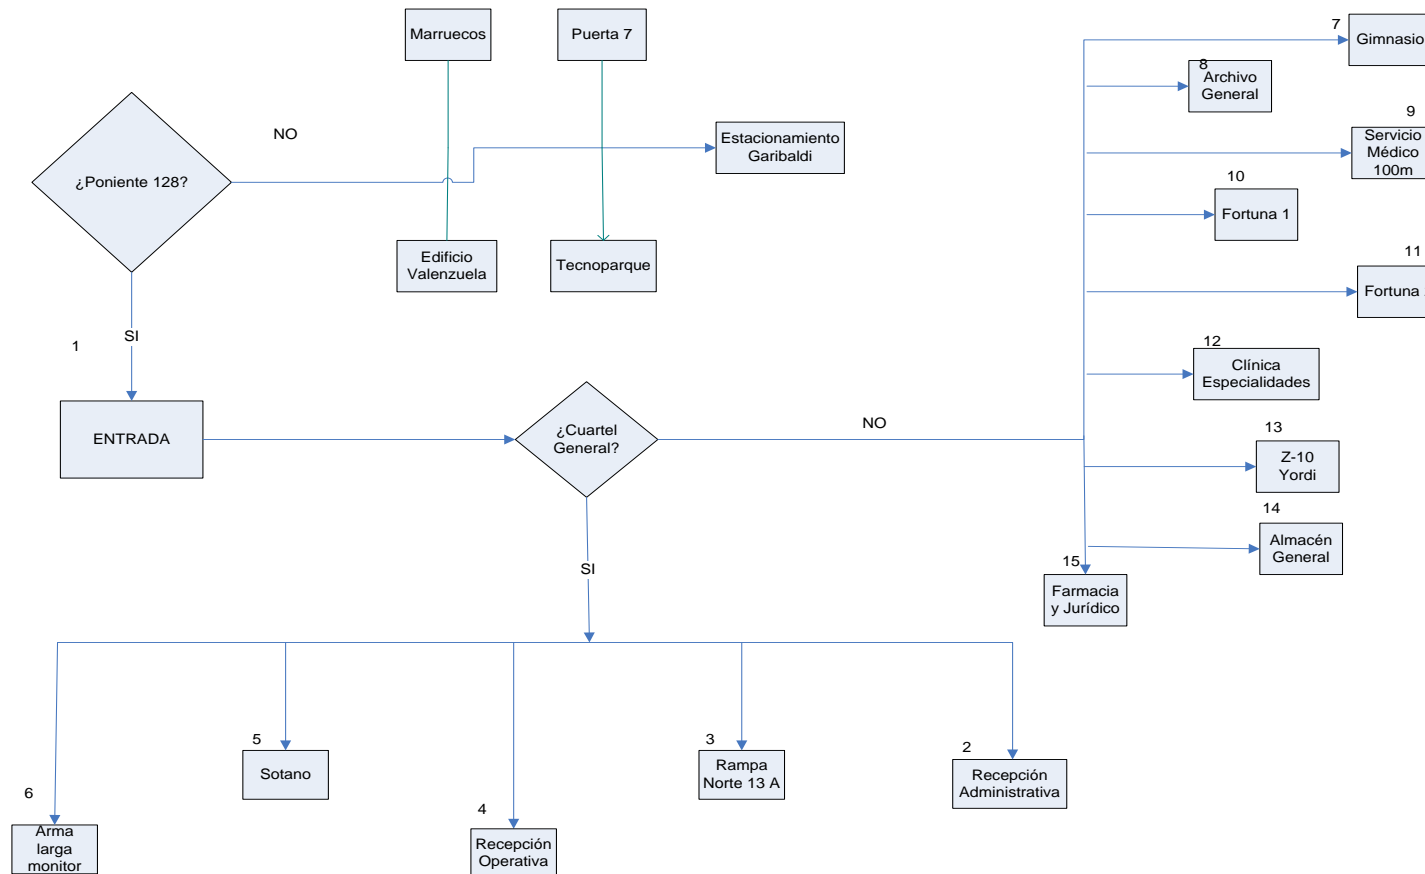 Marruecos
Puerta 7
7
Gimnasio
8
Archivo
General
NO
Estacionamiento
Garibaldi
9
Servicio
Médico
100m
¿Poniente 128?
10
Fortuna 1
Edificio
Valenzuela
Tecnoparque
11
Fortuna
1
SI
12
Clínica
Especialidades
ENTRADA
¿Cuartel
General?
NO
13
Z-10
Yordi
14
Almacén
General
SI
15
Farmacia
y Jurídico
5
Sotano
3
Rampa
Norte 13 A
2
Recepción
Administrativa
6
Arma
larga
monitor
4
Recepción
Operativa